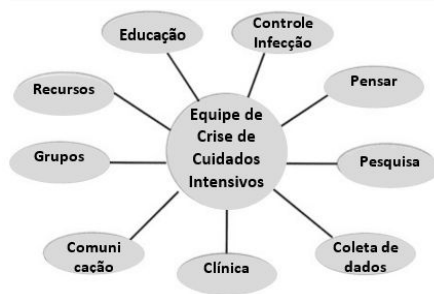 Educação
Controle
Infecção
Recursos
Pensar
Equipe de
Crise de
Cuidados
Intensivos
Grupos
Pesquisa
Comuni
cação
Clínica
Coleta de
dados